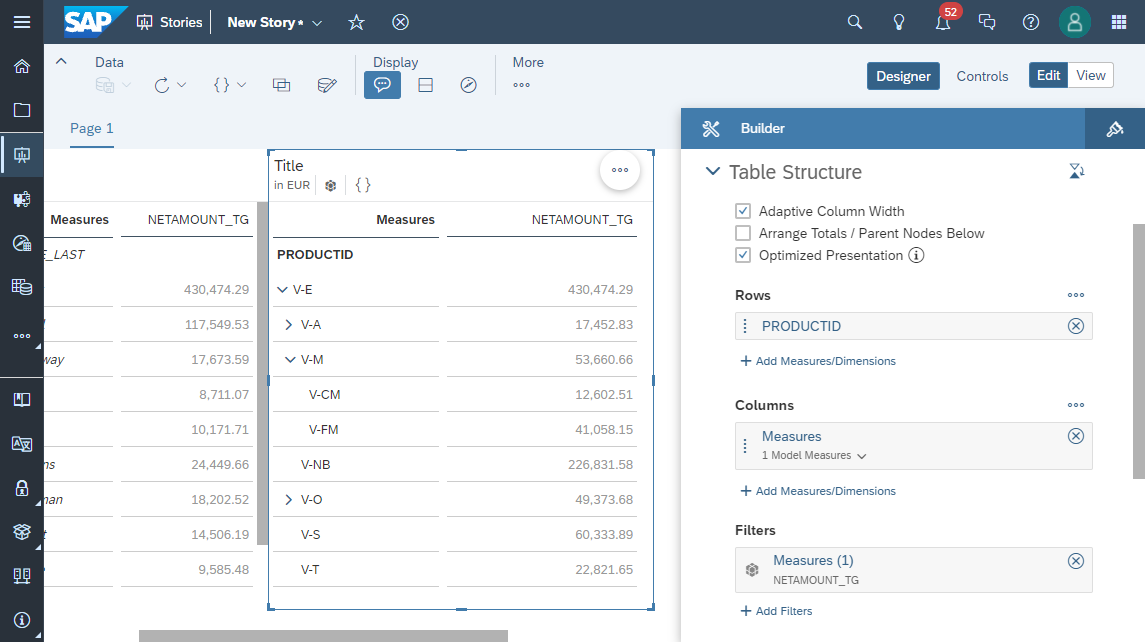 SAP Stories New Story* 52
Data Display More
Designer Controls Edit View
Page 1
Builder
Table Structure
Adaptive Column Width
Arrange Totals / Parent Nodes Below
Optimized Presentation
Rows
PRODUCTID
+ Add Measures/Dimensions
Columns
Measures
1 Model Measures
+ Add Measures/Dimensions
Filters
Measures (1)
NETAMOUNT_TG
+ Add Filters
Title
in EUR
Measures NETAMOUNT_TG
PRODUCTID
V-E 430,474.29
V-A 17,452.83
V-M 53,660.66
V-CM 12,602.51
V-FM 41,058.15
V-NB 226,831.58
V-O 49,373.68
V-S 60,333.89
V-T 22,821.65
Measures NETAMOUNT_TG
E_LAST
430,474.29
117,549.53
way 17,673.59
8,711.07
10,171.71
ns 24,449.66
nan 18,202.52
t 14,506.19
9,585.48